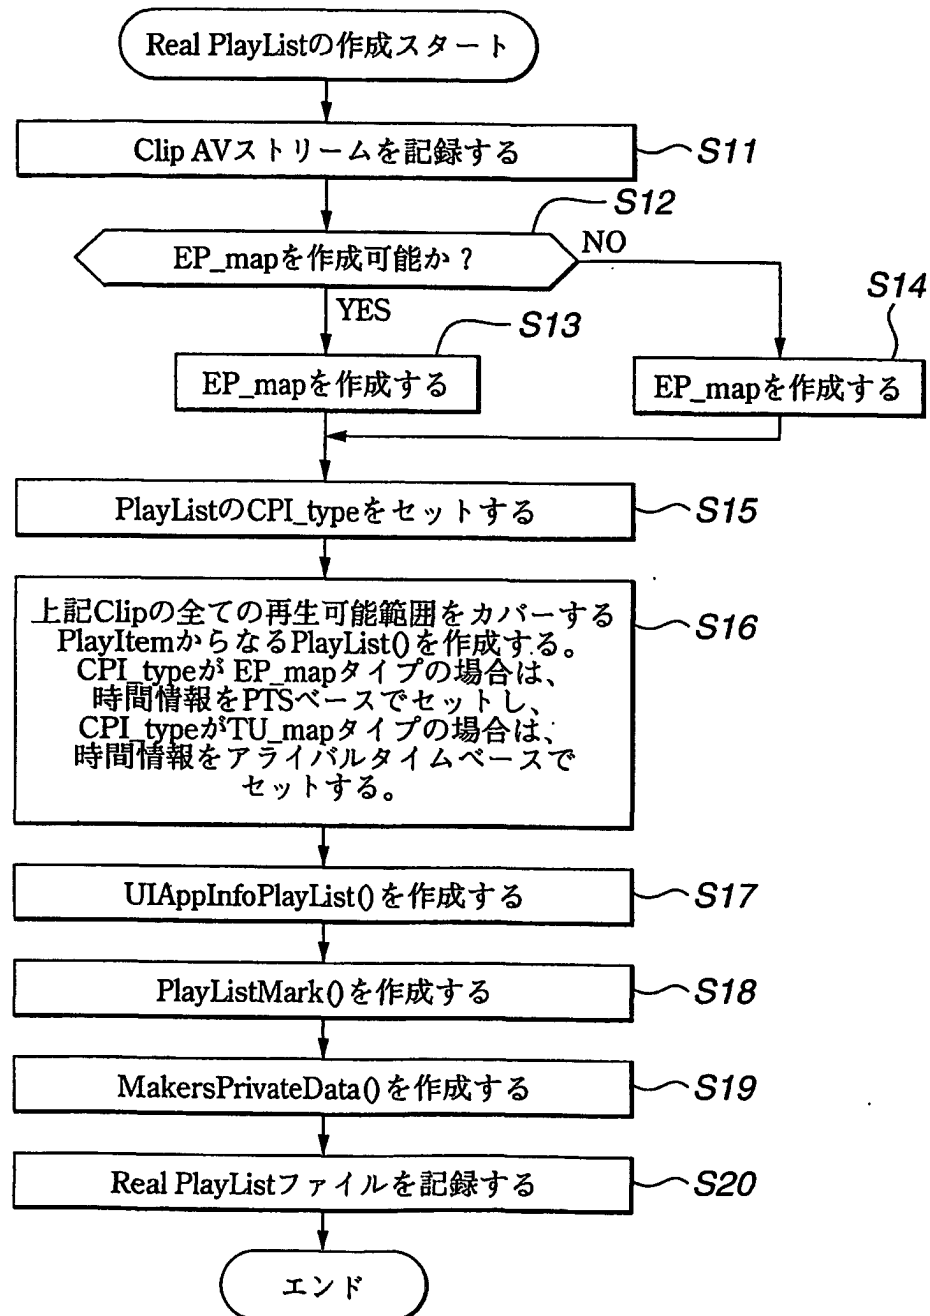 Real PlayListの作成スタート
Clip AVストリームを記録する
S11
S12
EP_mapを作成可能か？
NO
YES
S13
S14
EP_mapを作成する
EP_mapを作成する
PlayListのCPI_typeをセットする
S15
上記Clipの全ての再生可能範囲をカバーする
PlayItemからなるPlayList()を作成する。
CPI_typeが EP_mapタイプの場合は、
時間情報をPTSベースでセットし、
CPI_typeがTU_mapタイプの場合は、
時間情報をアライバルタイムベースで
セットする。
S16
UIAppInfoPlayList()を作成する
S17
PlayListMark()を作成する
S18
MakersPrivateData()を作成する
S19
Real PlayListファイルを記録する
S20
エンド